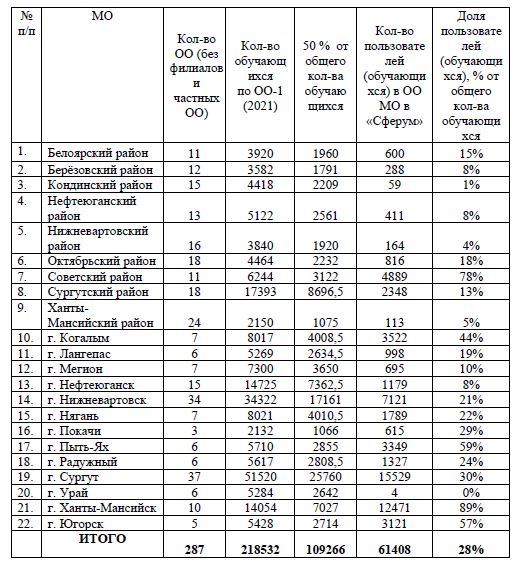 № п/п | МО | Кол-во ОО (без филиалов и частных ОО) | Кол-во обучающихся по ОО-1 (2021) | 50 % от общего кол-ва обучающихся | Кол-во пользователей (обучающихся) в ОО МО в «Сферум» | Доля пользователей (обучающихся), % от общего кол-ва обучающихся
1. | Белоярский район | 11 | 3920 | 1960 | 600 | 15%
2. | Берёзовский район | 12 | 3582 | 1791 | 288 | 8%
3. | Кондинский район | 15 | 4418 | 2209 | 59 | 1%
4. | Нефтеюганский район | 13 | 5122 | 2561 | 411 | 8%
5. | Нижневартовский район | 16 | 3840 | 1920 | 164 | 4%
6. | Октябрьский район | 18 | 4464 | 2232 | 816 | 18%
7. | Советский район | 11 | 6244 | 3122 | 4889 | 78%
8. | Сургутский район | 18 | 17393 | 8696,5 | 2348 | 13%
9. | Ханты-Мансийский район | 24 | 2150 | 1075 | 113 | 5%
10. | г. Когалым | 7 | 8017 | 4008,5 | 3522 | 44%
11. | г. Лангепас | 6 | 5269 | 2634,5 | 998 | 19%
12. | г. Мегион | 7 | 7300 | 3650 | 695 | 10%
13. | г. Нефтеюганск | 15 | 14725 | 7362,5 | 1179 | 8%
14. | г. Нижневартовск | 34 | 34322 | 17161 | 7121 | 21%
15. | г. Нягань | 7 | 8021 | 4010,5 | 1789 | 22%
16. | г. Покачи | 3 | 2132 | 1066 | 615 | 29%
17. | г. Пыть-Ях | 6 | 5710 | 2855 | 3349 | 59%
18. | г. Радужный | 6 | 5617 | 2808,5 | 1327 | 24%
19. | г. Сургут | 37 | 51520 | 25760 | 15529 | 30%
20. | г. Урай | 6 | 5284 | 2642 | 4 | 0%
21. | г. Ханты-Мансийск | 10 | 14054 | 7027 | 12471 | 89%
22. | г. Югорск | 5 | 5428 | 2714 | 3121 | 57%
ИТОГО | 287 | 218532 | 109266 | 61408 | 28%